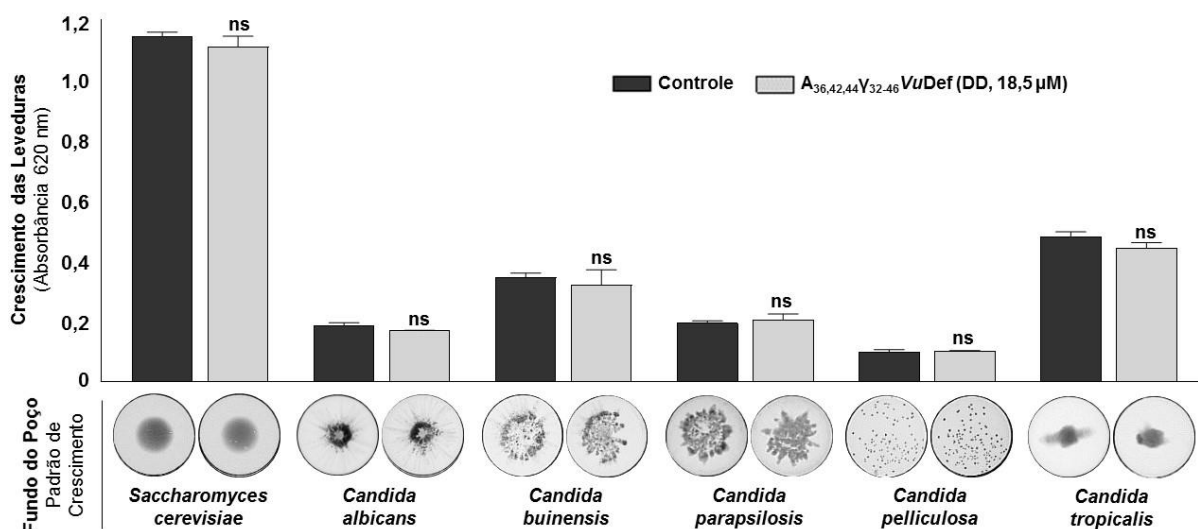 Crescimento das Leveduras
(Absorbância 620 nm)
1,2
1,0
0,8
0,6
0,4
0,2
0
ns
ns
ns
ns
ns
ns
Controle
A36,42,44γ32-46VuDef (DD, 18,5 µM)
Fundo do Poço
Padrão de
Crescimento
Saccharomyces
cerevisiae
Candida
albicans
Candida
buinensis
Candida
parapsilosis
Candida
pelliculosa
Candida
tropicalis